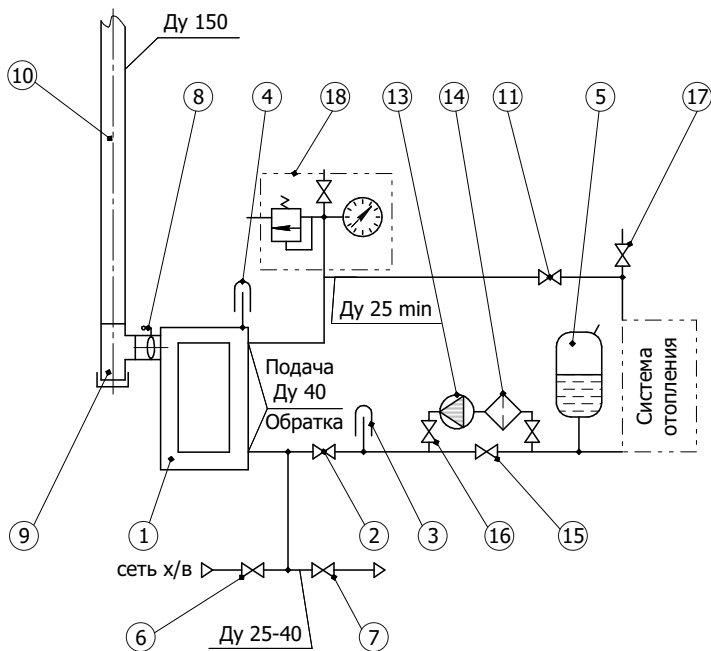 Ду 150
10
8
4
18
13
14
11
5
17
Ду 25 min
Подача
Ду 40
Обратка
Система
отопления
9
1
2
3
16
15
сеть х/в
6
Ду 25-40
7